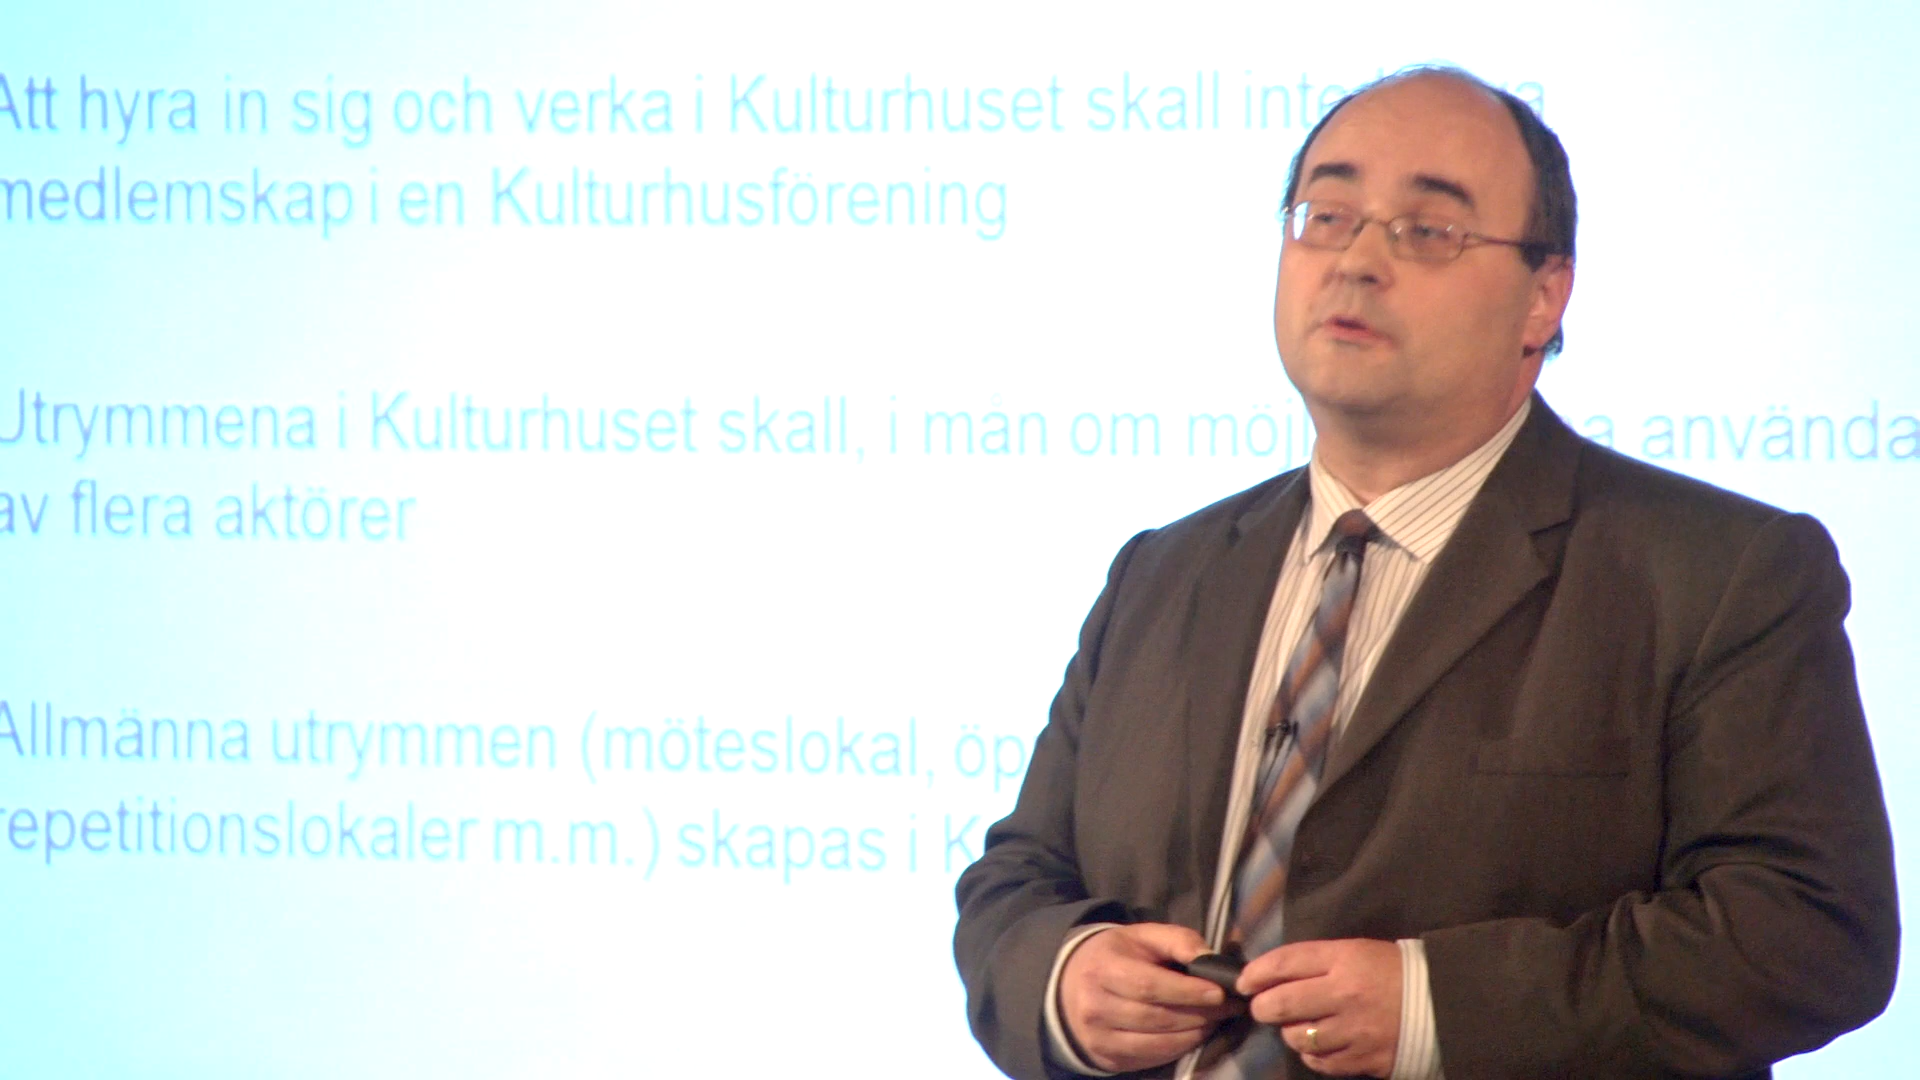 Att hyra in sig och verka i Kulturhuset skall inte
medlemskap i en Kulturhusförening
Utrymmena i Kulturhuset skall, i mån om användas
av flera aktörer
Allmänna utrymmen (möteslokal,
repetitionslokaler m.m.) skapas i